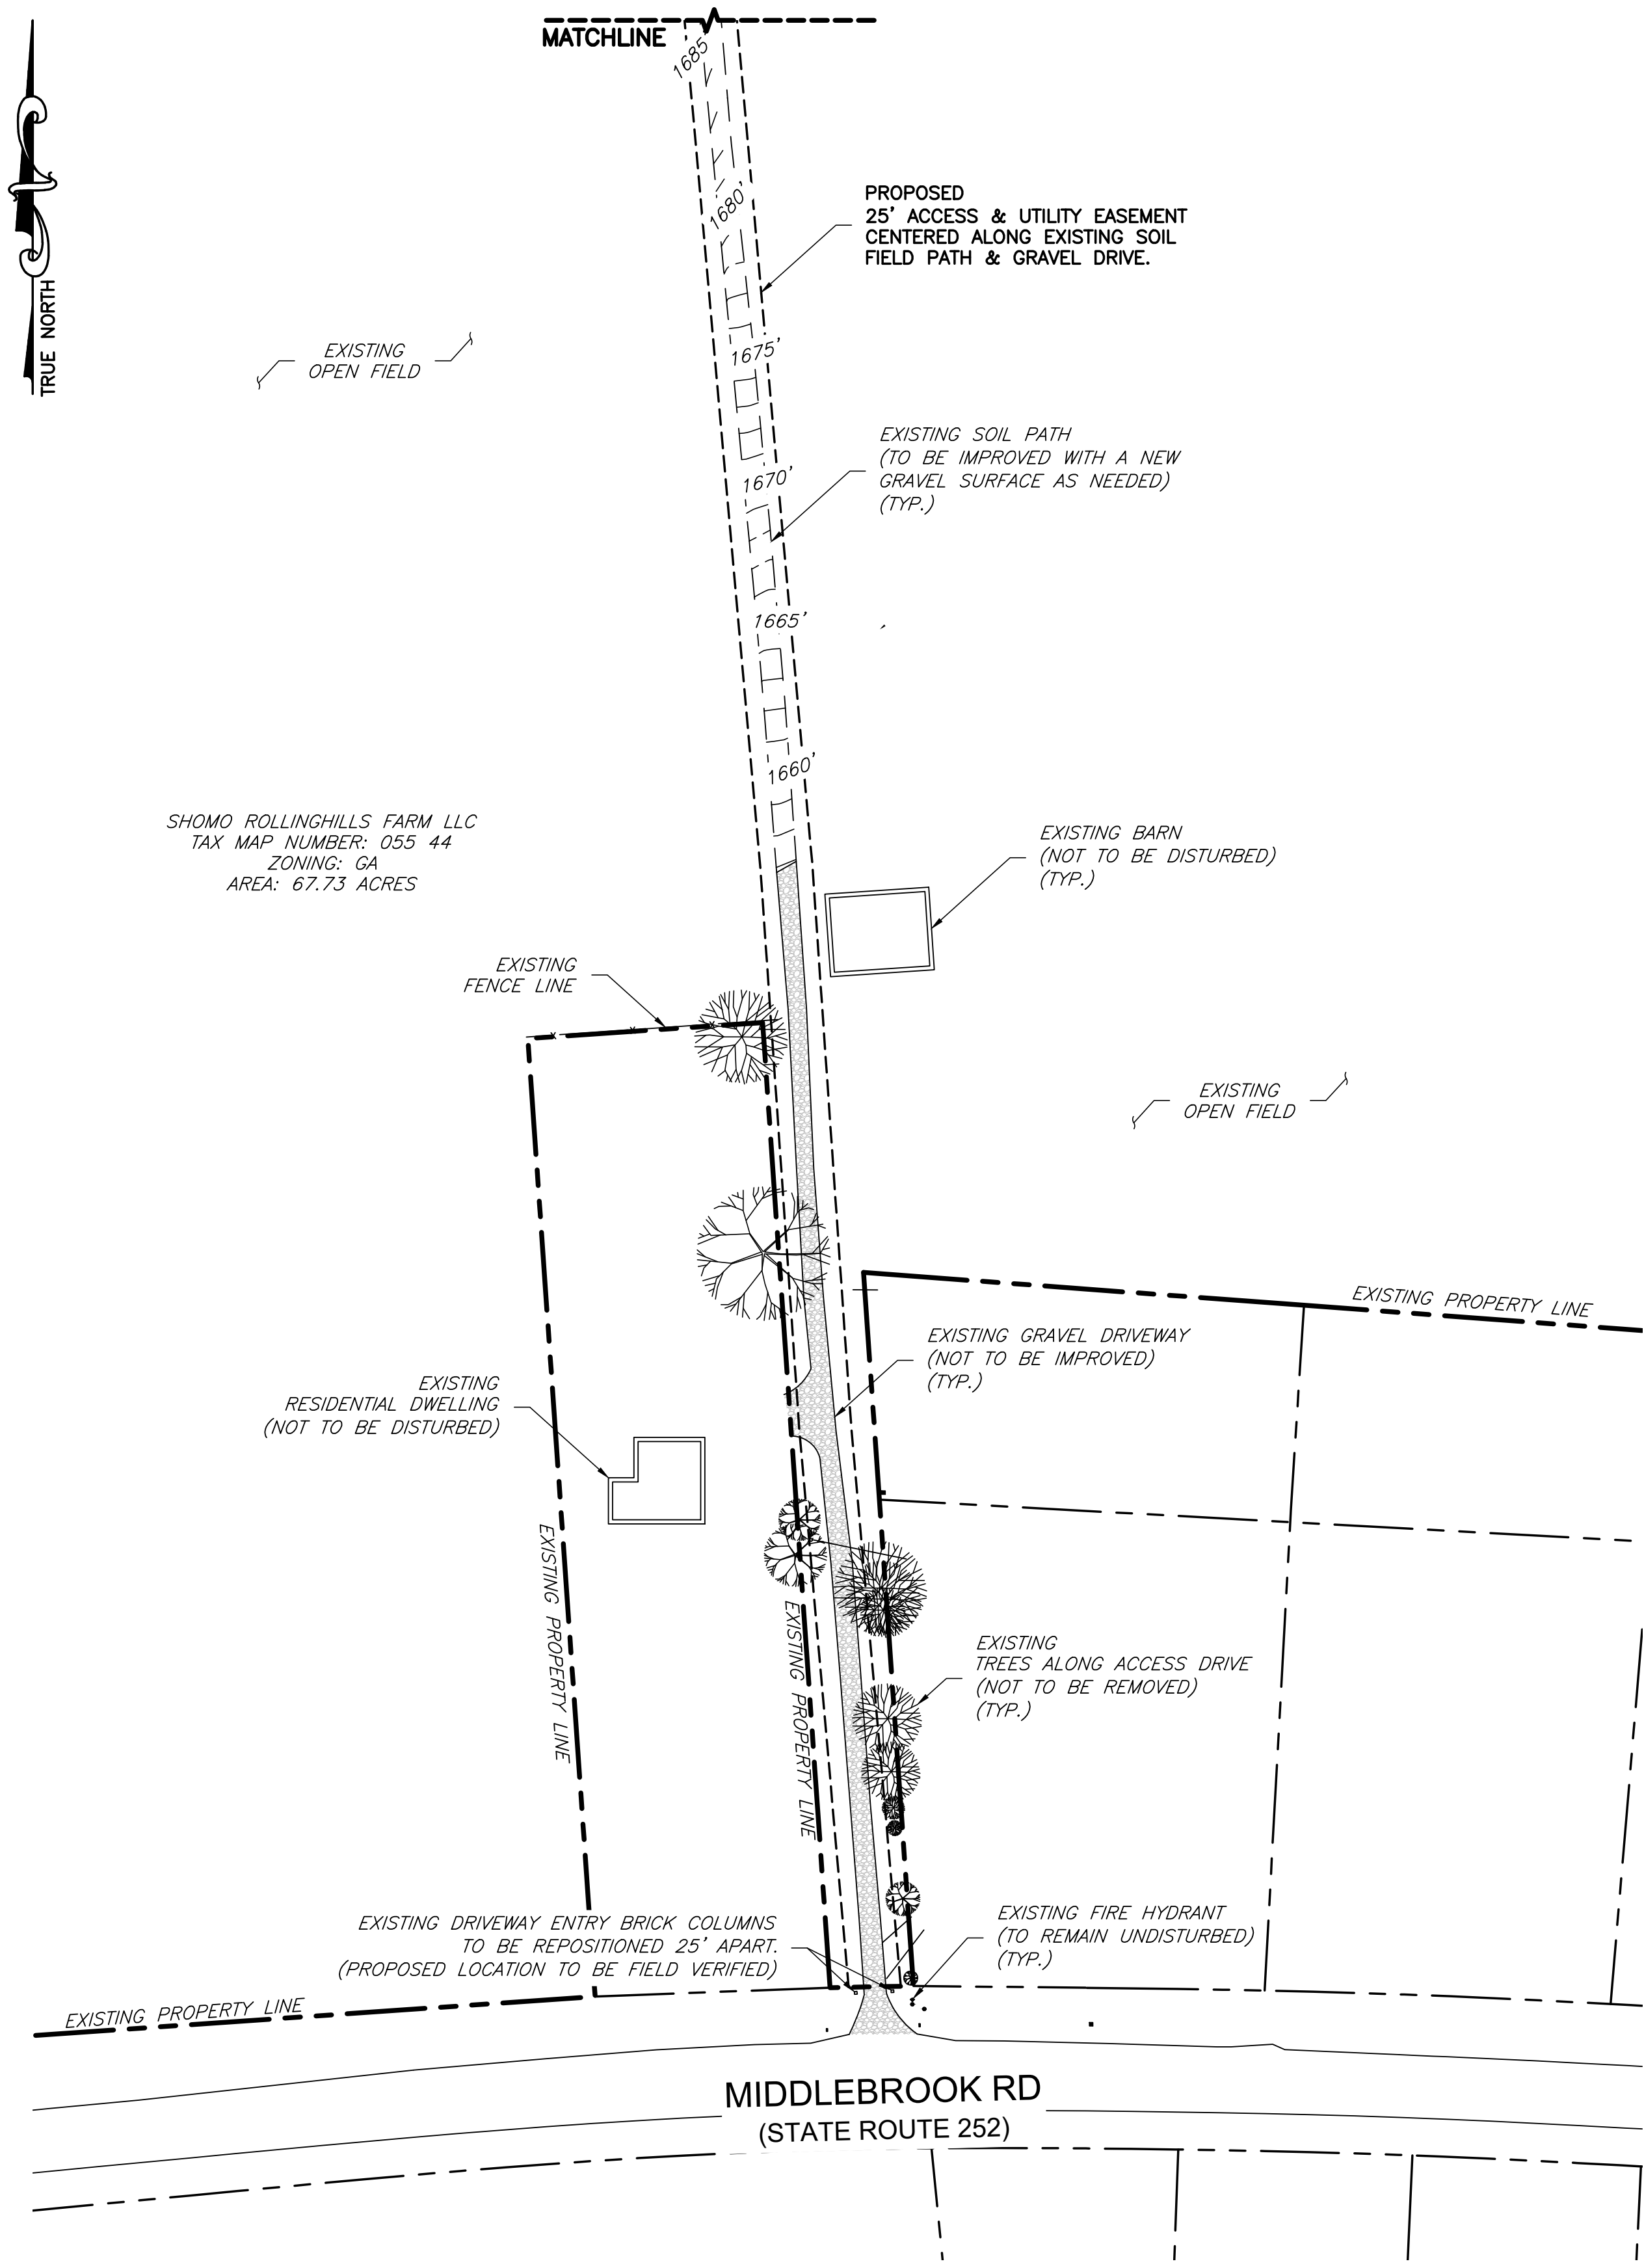 MATCHLINE
1685'
TRUE NORTH
PROPOSED
25' ACCESS & UTILITY EASEMENT
CENTERED ALONG EXISTING SOIL
FIELD PATH & GRAVEL DRIVE.
1680'
EXISTING
OPEN FIELD
1675'
EXISTING SOIL PATH
(TO BE IMPROVED WITH A NEW
GRAVEL SURFACE AS NEEDED)
(TYP.)
1670'
1665'
1660'
SHOMO ROLLINGHILLS FARM LLC
TAX MAP NUMBER: 055 44
ZONING: GA
AREA: 67.73 ACRES
EXISTING BARN
(NOT TO BE DISTURBED)
(TYP.)
EXISTING
FENCE LINE
X
X
X
EXISTING
OPEN FIELD
EXISTING PROPERTY LINE
EXISTING GRAVEL DRIVEWAY
(NOT TO BE IMPROVED)
(TYP.)
EXISTING
RESIDENTIAL DWELLING
(NOT TO BE DISTURBED)
EXISTING PROPERTY LINE
EXISTING PROPERTY LINE
EXISTING
TREES ALONG ACCESS DRIVE
(NOT TO BE REMOVED)
(TYP.)
EXISTING DRIVEWAY ENTRY BRICK COLUMNS
TO BE REPOSITIONED 25' APART.
(PROPOSED LOCATION TO BE FIELD VERIFIED)
EXISTING FIRE HYDRANT
(TO REMAIN UNDISTURBED)
(TYP.)
EXISTING PROPERTY LINE
MIDDLEBROOK RD
(STATE ROUTE 252)